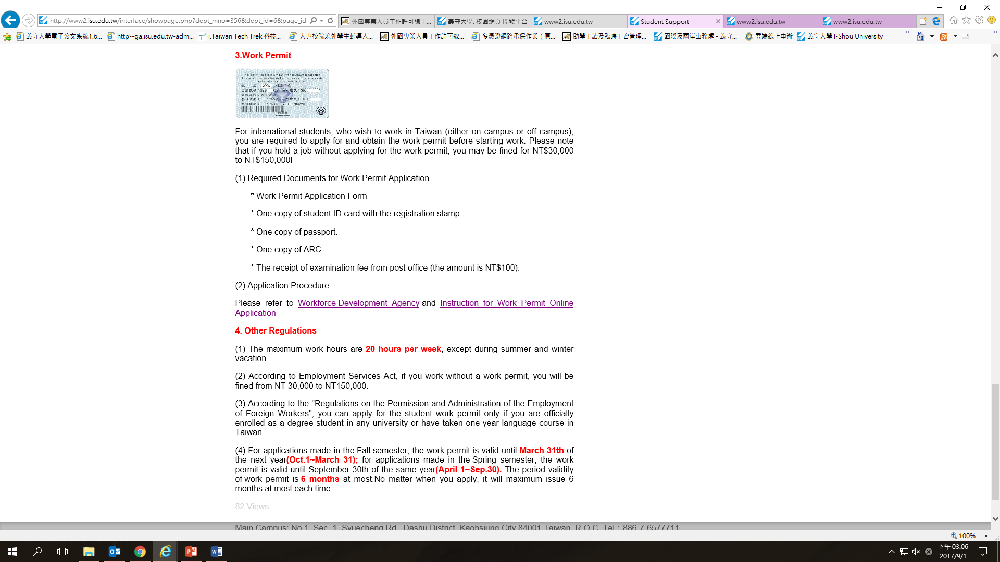 http://www2.isu.edu.tw/interface/showpage.php?dept_mno=356&dept_id=6&page_id
外國專業人員工作許可線上...
義守大學: 校園網頁 開發平台
www2.isu.edu.tw
Student Support
www2.isu.edu.tw
www2.isu.edu.tw
義守大學電子公文系統1.6...
http--ga.isu.edu.tw-adm...
i.Taiwan Tech Trek 科技...
大專校院境外學生輔導人...
外國專業人員工作許可線...
多憑證網路承保作業（原...
助學工讀及臨時工資管理...
國際及兩岸事務處 - 義守...
雲端線上申辦
義守大學 I-Shou University
3.Work Permit
Work permit for foreign students overseas Chinese students
and students with Chinese origin
For international students, who wish to work in Taiwan (either on campus or off campus),
you are required to apply for and obtain the work permit before starting work. Please note
that if you hold a job without applying for the work permit, you may be fined for NT$30,000
to NT$150,000!
(1) Required Documents for Work Permit Application
* Work Permit Application Form
* One copy of student ID card with the registration stamp.
* One copy of passport.
* One copy of ARC
* The receipt of examination fee from post office (the amount is NT$100).
(2) Application Procedure
Please refer to Workforce Development Agency and Instruction for Work Permit Online
Application
4. Other Regulations
(1) The maximum work hours are 20 hours per week, except during summer and winter
vacation.
(2) According to Employment Services Act, if you work without a work permit, you will be
fined from NT 30,000 to NT150,000.
(3) According to the "Regulations on the Permission and Administration of the Employment
of Foreign Workers", you can apply for the student work permit only if you are officially
enrolled as a degree student in any university or have taken one-year language course in
Taiwan.
(4) For applications made in the Fall semester, the work permit is valid until March 31th of
the next year(Oct.1~March 31); for applications made in the Spring semester, the work
permit is valid until September 30th of the same year(April 1~Sep.30). The period validity
of work permit is 6 months at most.No matter when you apply, it will maximum issue 6
months at most each time.
82 Views
Main Campus: No.1, Sec. 1, Syuecheng Rd., Dashu District, Kaohsiung City 84001,Taiwan, R.O.C. Tel：886-7-6577711
100%
下午 03:06
2017/9/1